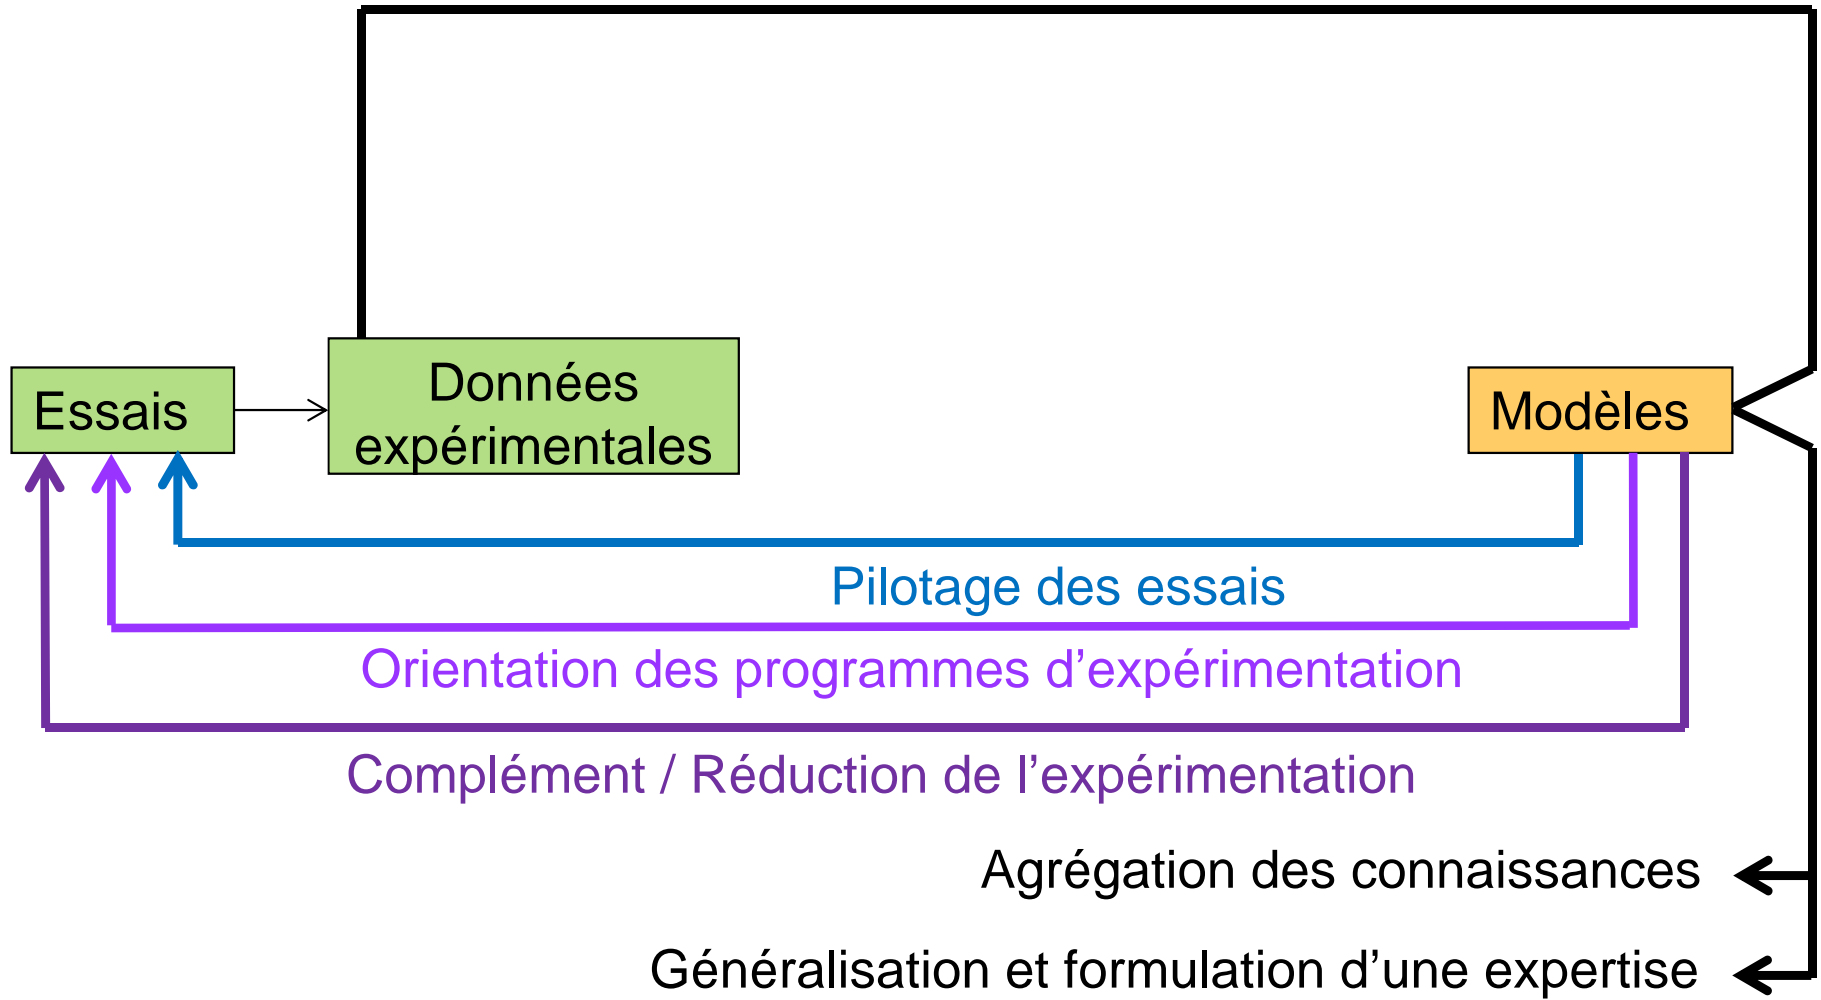 Données
expérimentales
Essais
Modèles
Pilotage des essais
Orientation des programmes d’expérimentation
Complément / Réduction de l’expérimentation
Agrégation des connaissances
Généralisation et formulation d’une expertise